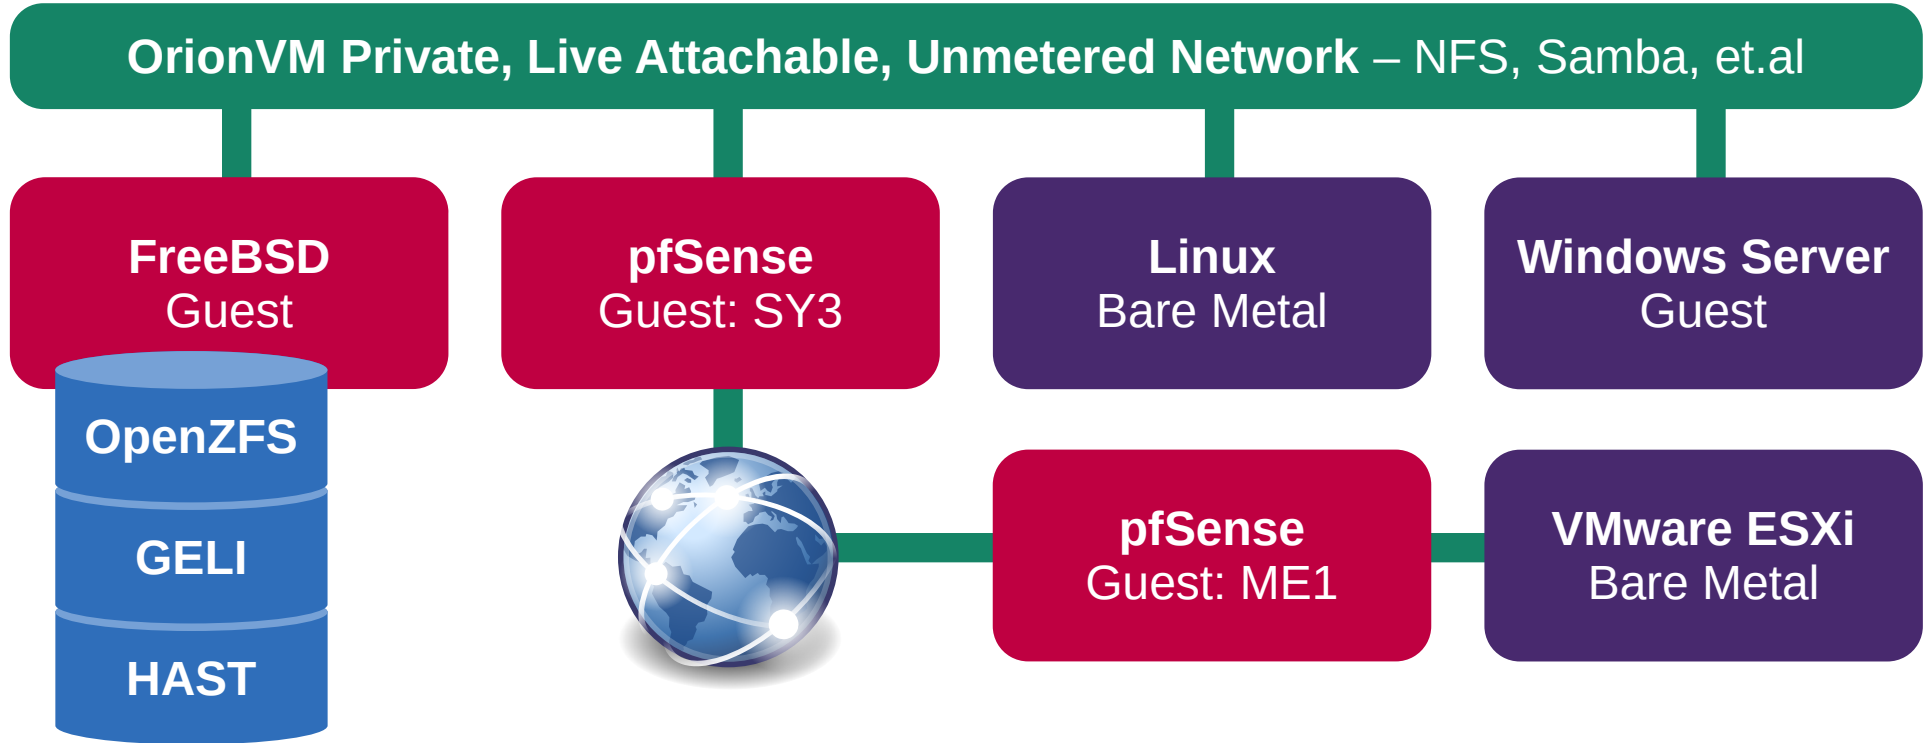 OrionVM Private, Live Attachable, Unmetered Network – NFS, Samba, et.al
FreeBSD
Guest
pfSense
Guest: SY3
Linux
Bare Metal
Windows Server
Guest
OpenZFS
GELI
HAST
pfSense
Guest: ME1
VMware ESXi
Bare Metal